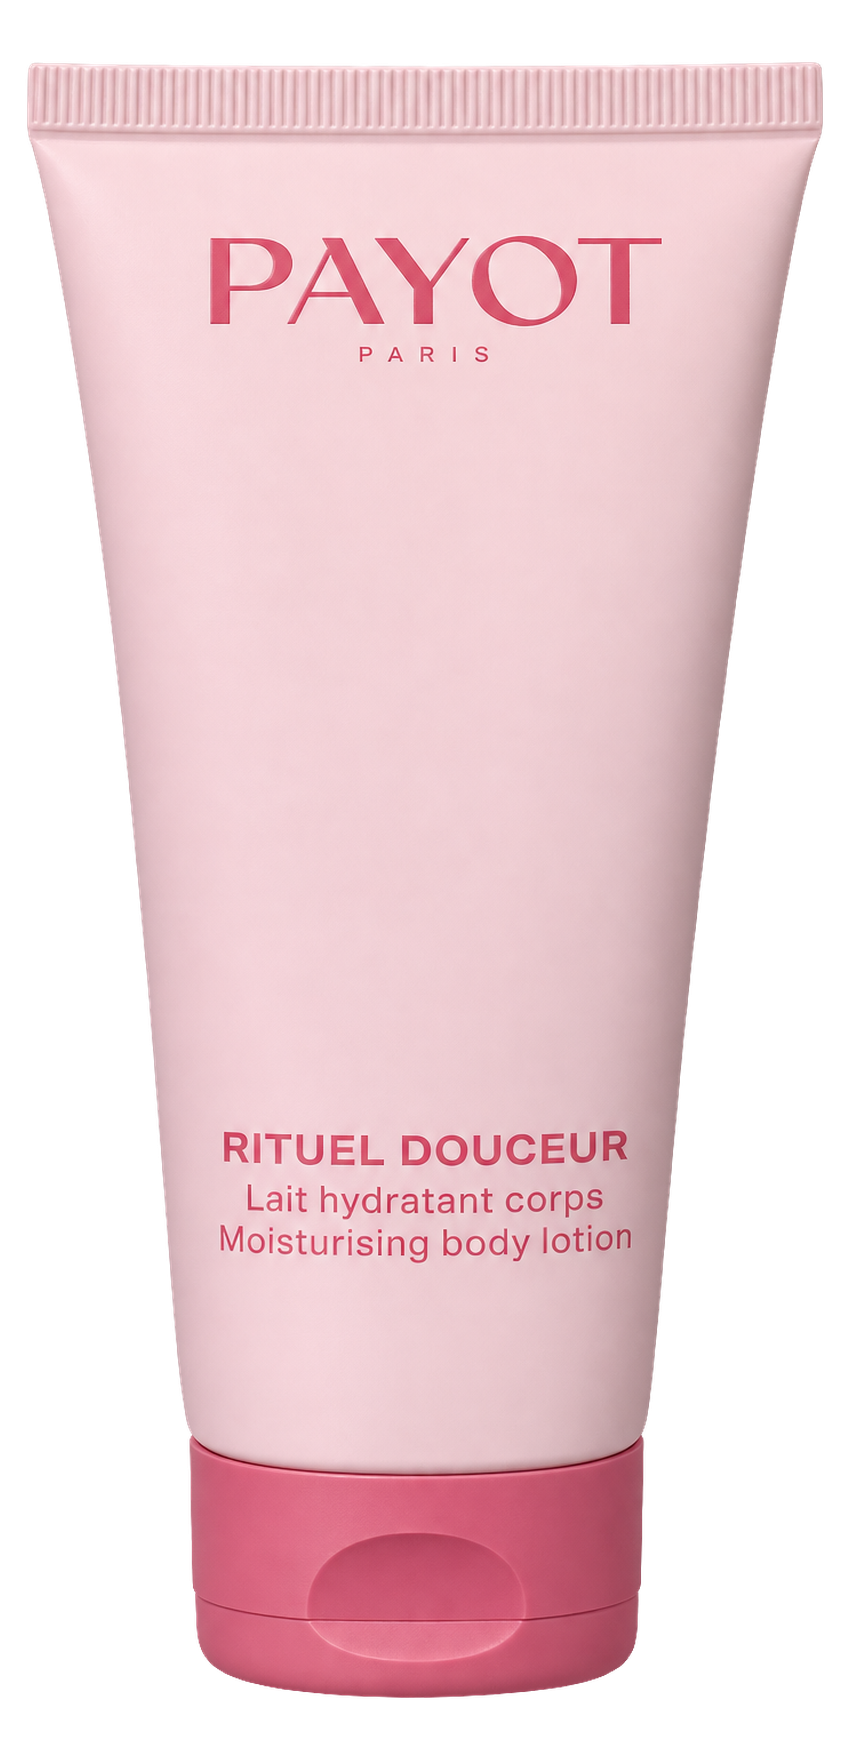 PAYOT
PARIS
RITUEL DOUCEUR
Lait hydratant corps
Moisturising body lotion